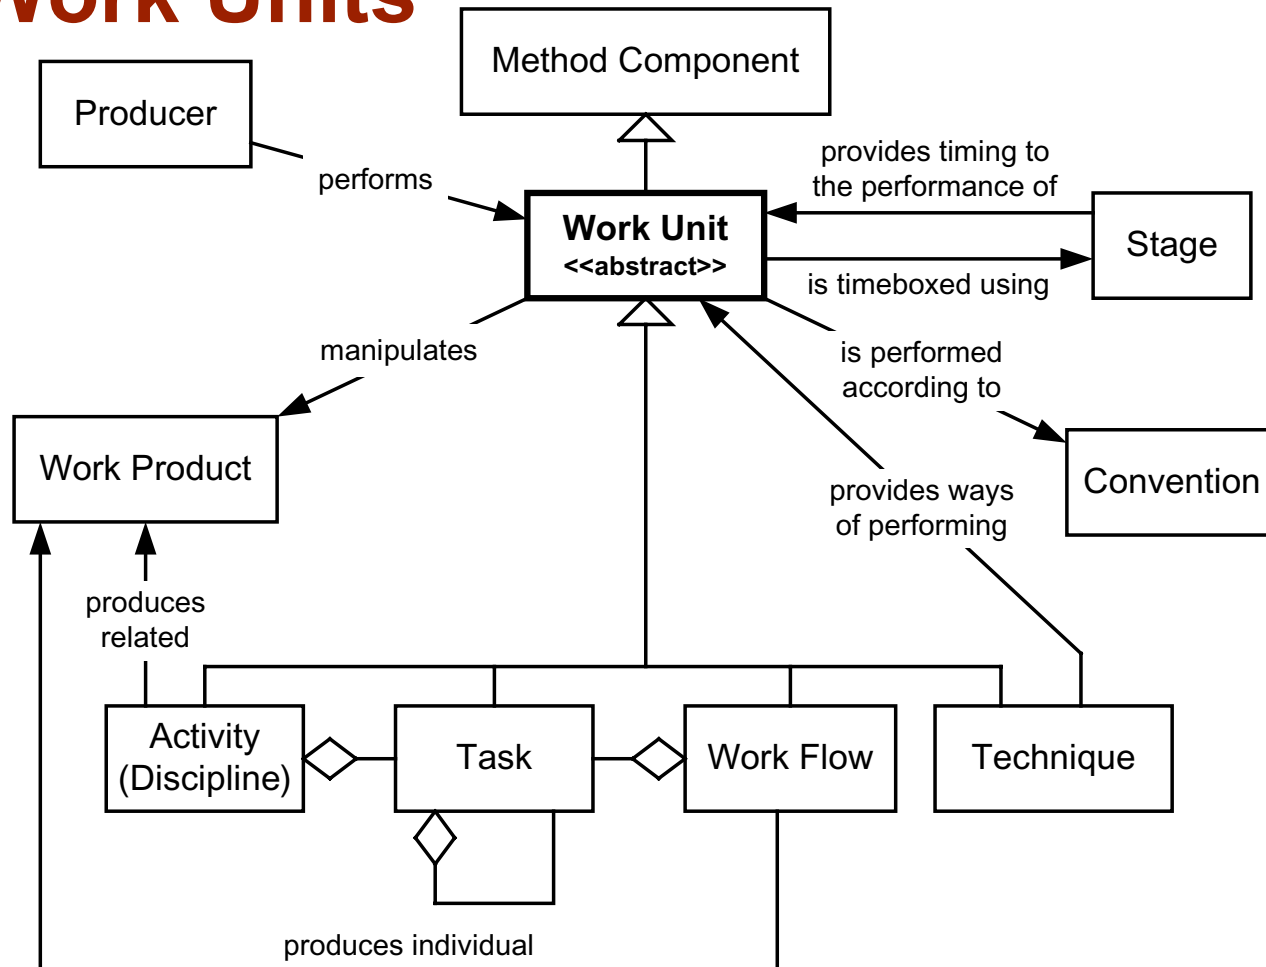 Work Units
Method Component
Producer
performs
provides timing to
the performance of
Work Unit
<<abstract>>
Stage
is timeboxed using
manipulates
is performed
according to
Work Product
Convention
provides ways
of performing
produces
related
Activity
(Discipline)
Task
Work Flow
Technique
produces individual